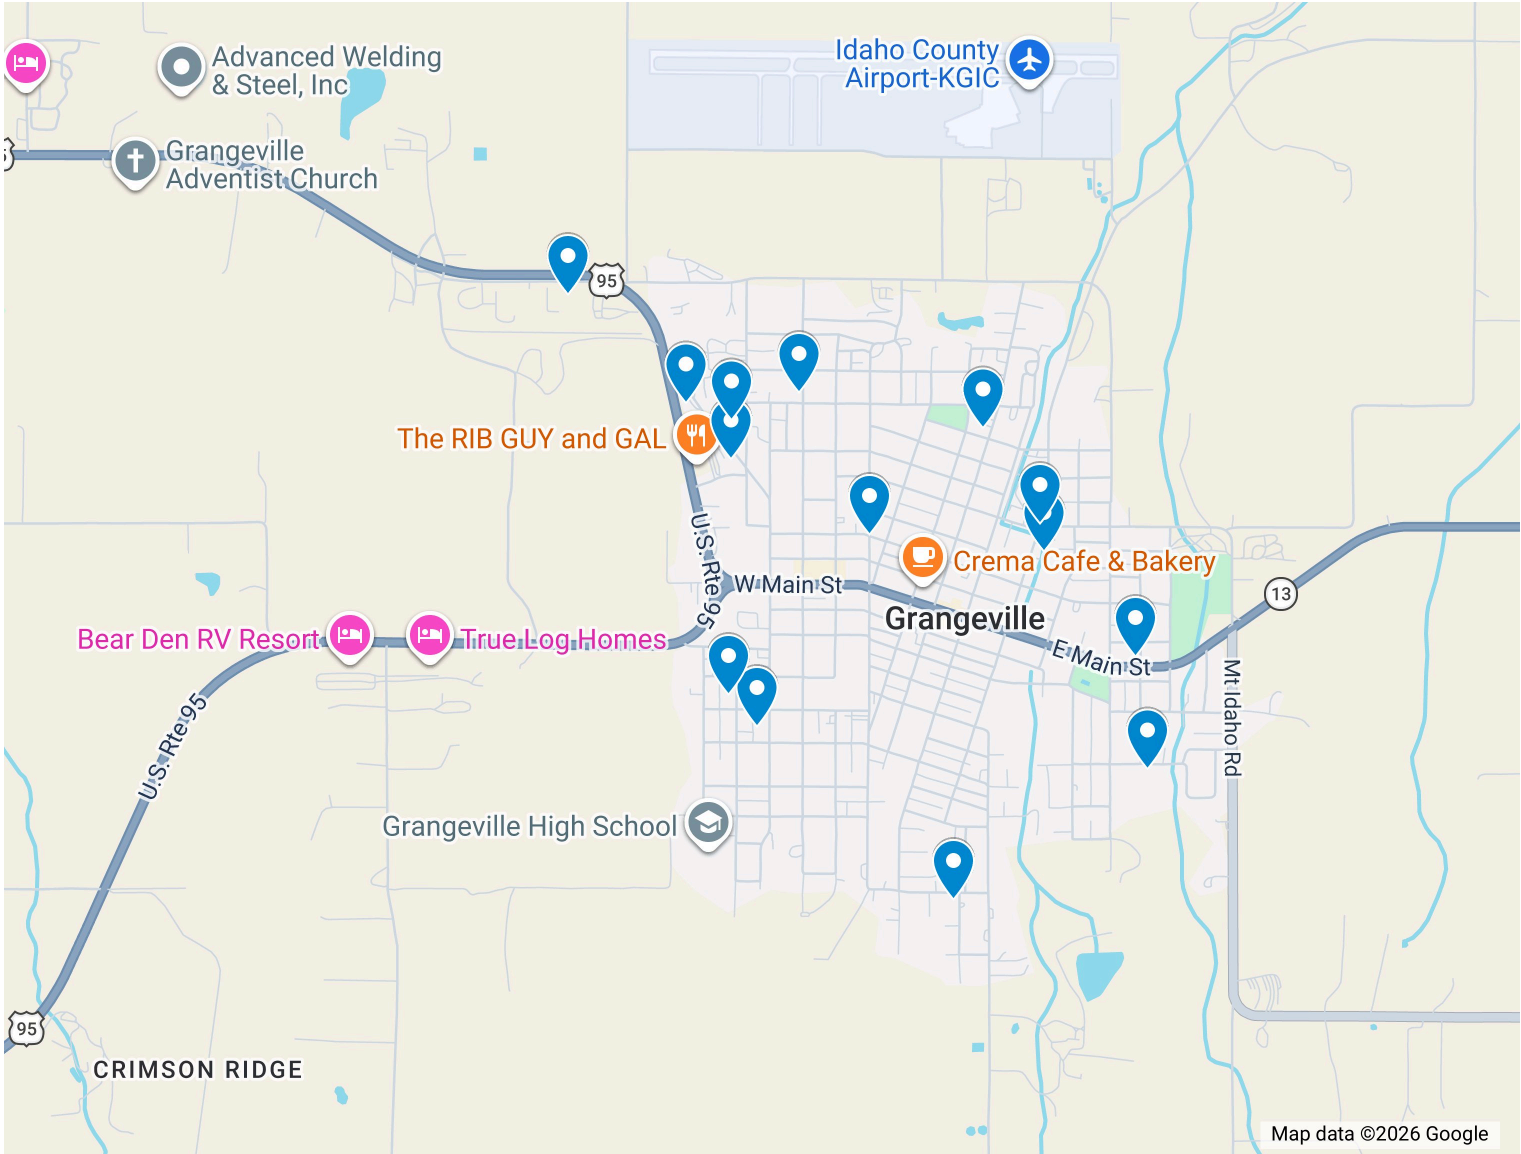 Advanced Welding
& Steel, Inc
Idaho County
Airport-KGIC
Grangeville
Adventist Church
95
The RIB GUY and GAL
U.S. Rte 95
W Main St
Crema Cafe & Bakery
13
Grangeville
E Main St
Bear Den RV Resort
True Log Homes
U.S. Rte 95
Mt Idaho Rd
Grangeville High School
95
CRIMSON RIDGE
Map data ©2026 Google